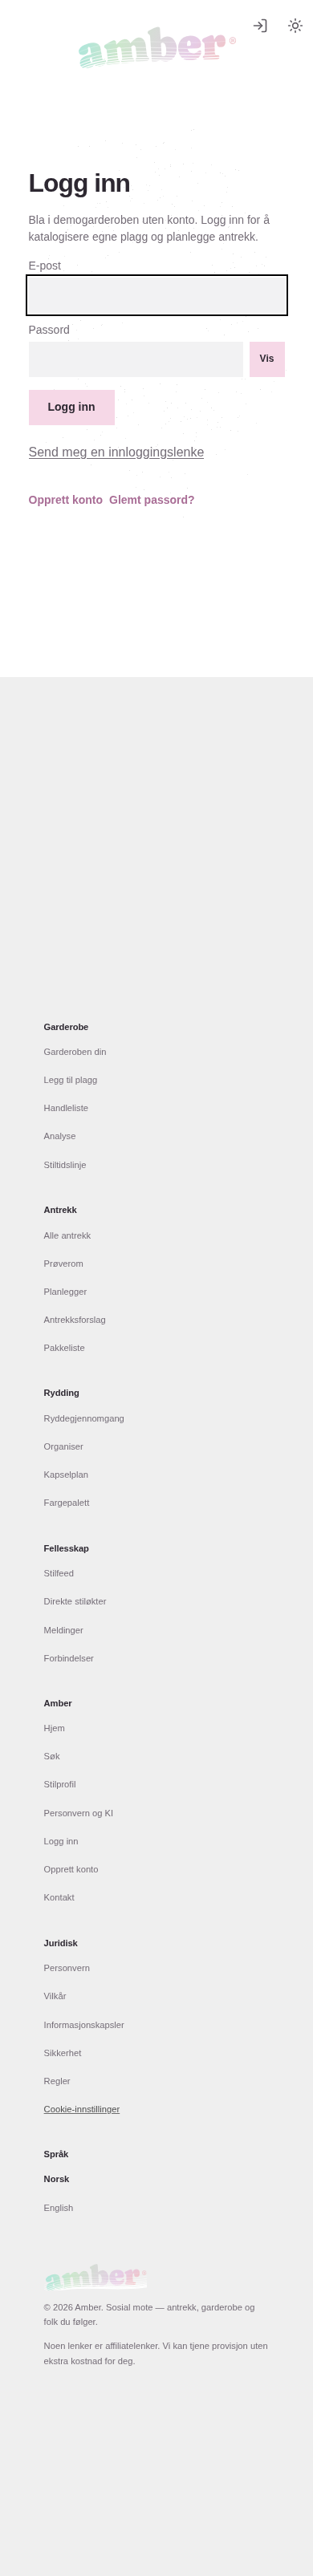 amber®
Logg inn
Bla i demogarderoben uten konto. Logg inn for å
katalogisere egne plagg og planlegge antrekk.
E-post
Passord
Vis
Logg inn
Send meg en innloggingslenke
Opprett konto Glemt passord?
Garderobe
Garderoben din
Legg til plagg
Handleliste
Analyse
Stiltidslinje
Antrekk
Alle antrekk
Prøverom
Planlegger
Antrekksforslag
Pakkeliste
Rydding
Ryddegjennomgang
Organiser
Kapselplan
Fargepalett
Fellesskap
Stilfeed
Direkte stiløkter
Meldinger
Forbindelser
Amber
Hjem
Søk
Stilprofil
Personvern og KI
Logg inn
Opprett konto
Kontakt
Juridisk
Personvern
Vilkår
Informasjonskapsler
Sikkerhet
Regler
Cookie-innstillinger
Språk
Norsk
English
amber
© 2026 Amber. Sosial mote — antrekk, garderobe og
folk du følger.
Noen lenker er affiliatelenker. Vi kan tjene provisjon uten
ekstra kostnad for deg.